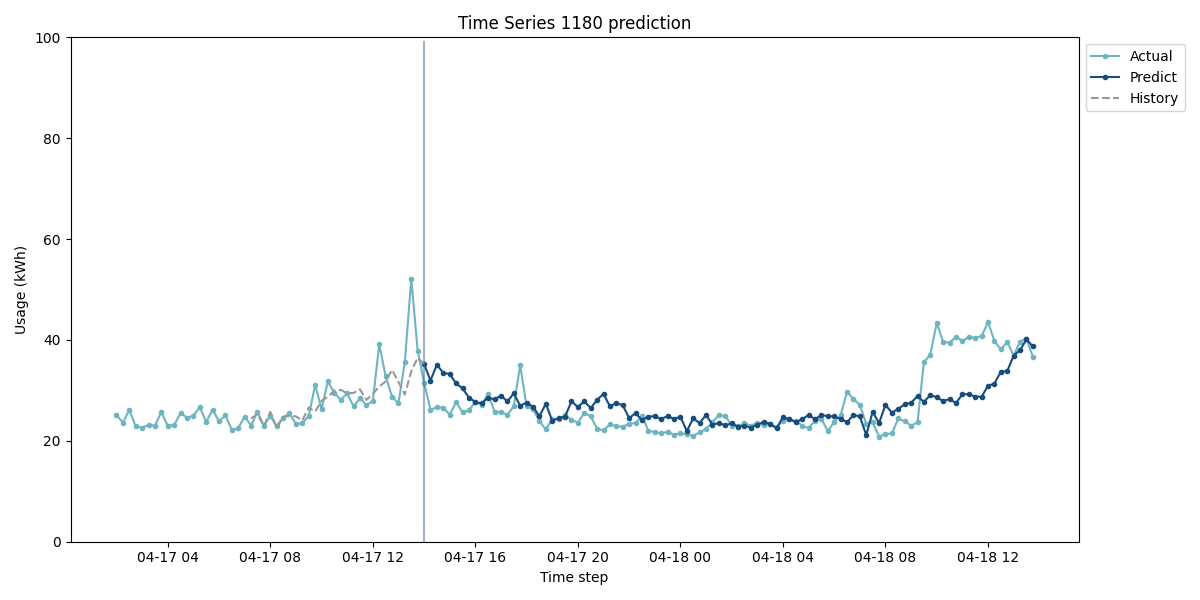 Time Series 1180 prediction
Usage (kWh)
100
80
60
40
20
0
04-17 04
04-17 08
04-17 12
04-17 16
04-17 20
04-18 00
04-18 04
04-18 08
04-18 12
Time step
Actual
Predict
History